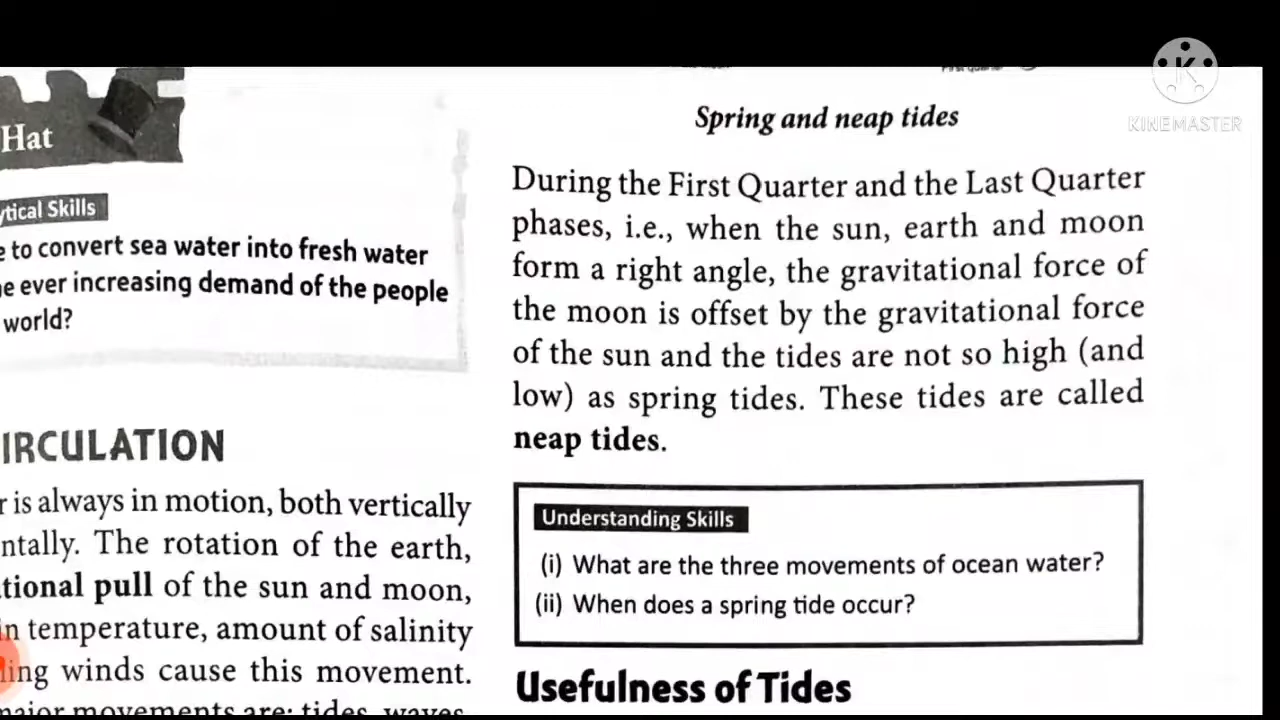 Hat
ytical Skills
e to convert sea water into fresh water
e ever increasing demand of the people
world?
IRCULATION
r is always in motion, both vertically
ntally. The rotation of the earth,
tional pull of the sun and moon,
in temperature, amount of salinity
ling winds cause this movement.
major movements are: tides, waves,
Spring and neap tides
During the First Quarter and the Last Quarter
phases, i.e., when the sun, earth and moon
form a right angle, the gravitational force of
the moon is offset by the gravitational force
of the sun and the tides are not so high (and
low) as spring tides. These tides are called
neap tides.
Understanding Skills
(i) What are the three movements of ocean water?
(ii) When does a spring tide occur?
Usefulness of Tides
K
KINEMASTER